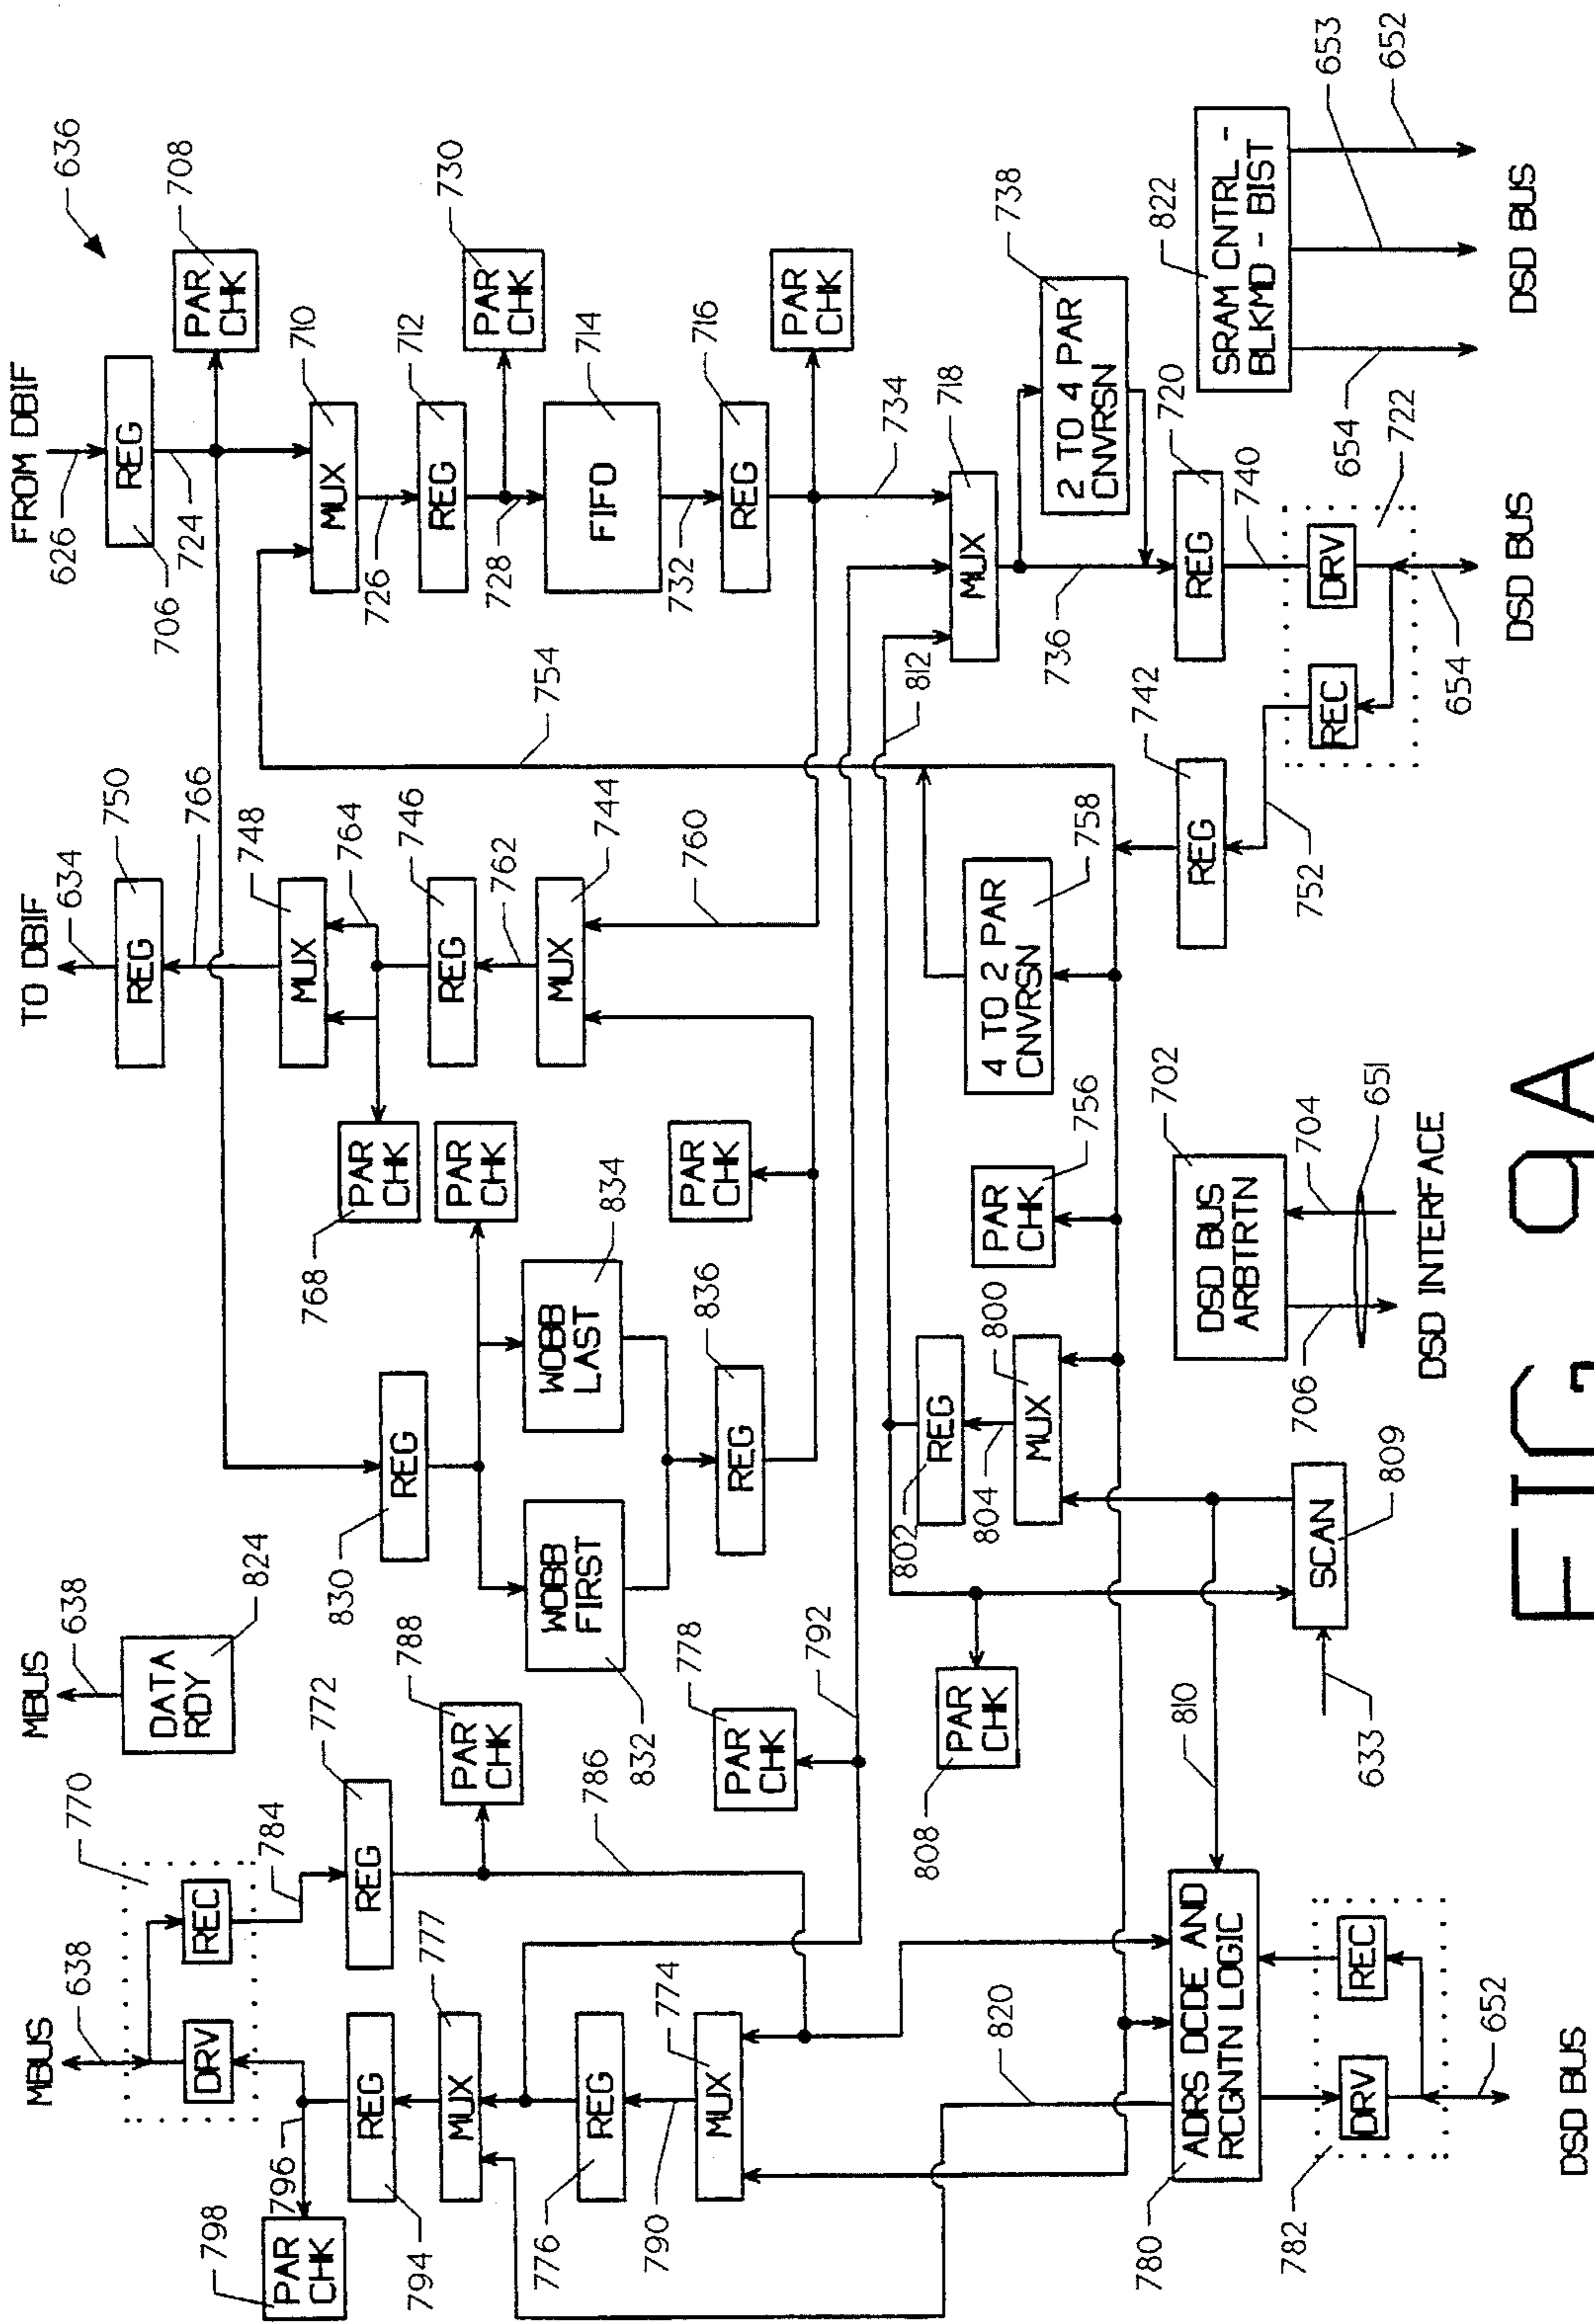 MBUS
638
770
784
REC
DRV
798
796
PAR
CHK
REG
794
772
REG
777
MUX
788
PAR
CHK
786
REG
776
774
790
MUX
778
PAR
CHK
792
820
780
ADRS DCDE AND
RCGNTN LOGIC
782
DRV
REC
652
DSD BUS
MBUS
638
DATA
RDY
824
830
REG
WOBB
FIRST
832
WOBB
LAST
834
REG
836
PAR
CHK
PAR
CHK
808
PAR
CHK
810
633
SCAN
809
802
REG
804
MUX
800
PAR
CHK
756
DSD BUS
ARBTRTN
702
706
704
651
DSD INTERFACE
TO DBIF
634
750
REG
766
748
MUX
764
768
PAR
CHK
746
REG
762
744
MUX
760
754
758
4 TO 2 PAR
CNVRSN
742
REG
752
812
FROM DBIF
626
REG
706
724
636
708
PAR
CHK
710
MUX
726
712
REG
728
730
PAR
CHK
714
FIFO
732
716
REG
PAR
CHK
734
718
MUX
736
738
2 TO 4 PAR
CNVRSN
720
REG
740
722
REC
DRV
654
DSD BUS
822
SRAM CNTRL -
BLKMD - BIST
654
653
652
DSD BUS
FIG 9A